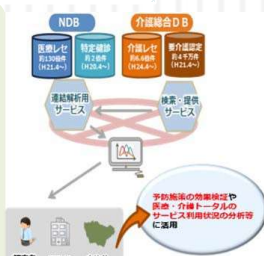 NDB
介護総合DB
医療レセ
約130億件
(H21.4～)
特定健診
約2億件
(H20.4～)
介護レセ
約6.6億件
(H24.4～)
要介護認定
約4千万件
(H21.4～)
連結解析用
サービス
検索・提供
サービス
予防施策の効果検証や
医療・介護トータルの
サービス利用状況の分析等
に活用